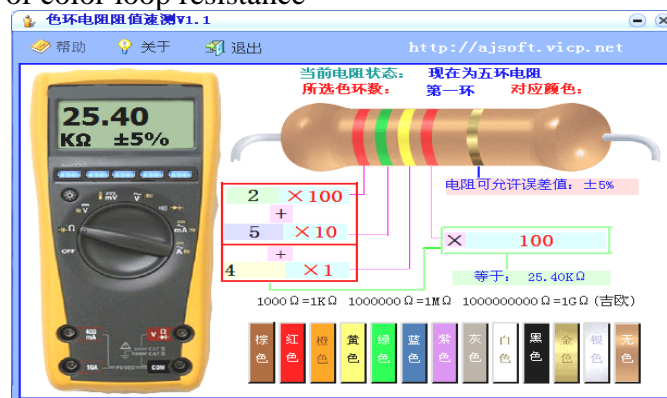 of color loop resistance
色环电阻阻值速测V1.1
帮助 关于 退出 http://ajsoft.vicp.net
当前电阻状态: 现在为五环电阻
所选色环数: 第一环 对应颜色:
25.40
KΩ ±5%
电阻可允许误差值: ±5%
2 ×100
+
5 ×10
+
4 ×1
× 100
等于: 25.40KΩ
1000Ω=1KΩ 1000000Ω=1MΩ 1000000000Ω=1GΩ(吉欧)
OFF
400
mA
10A
COM
棕色 红色 橙色 黄色 绿色 蓝色 紫色 灰色 白色 黑色 金色 银色 无色